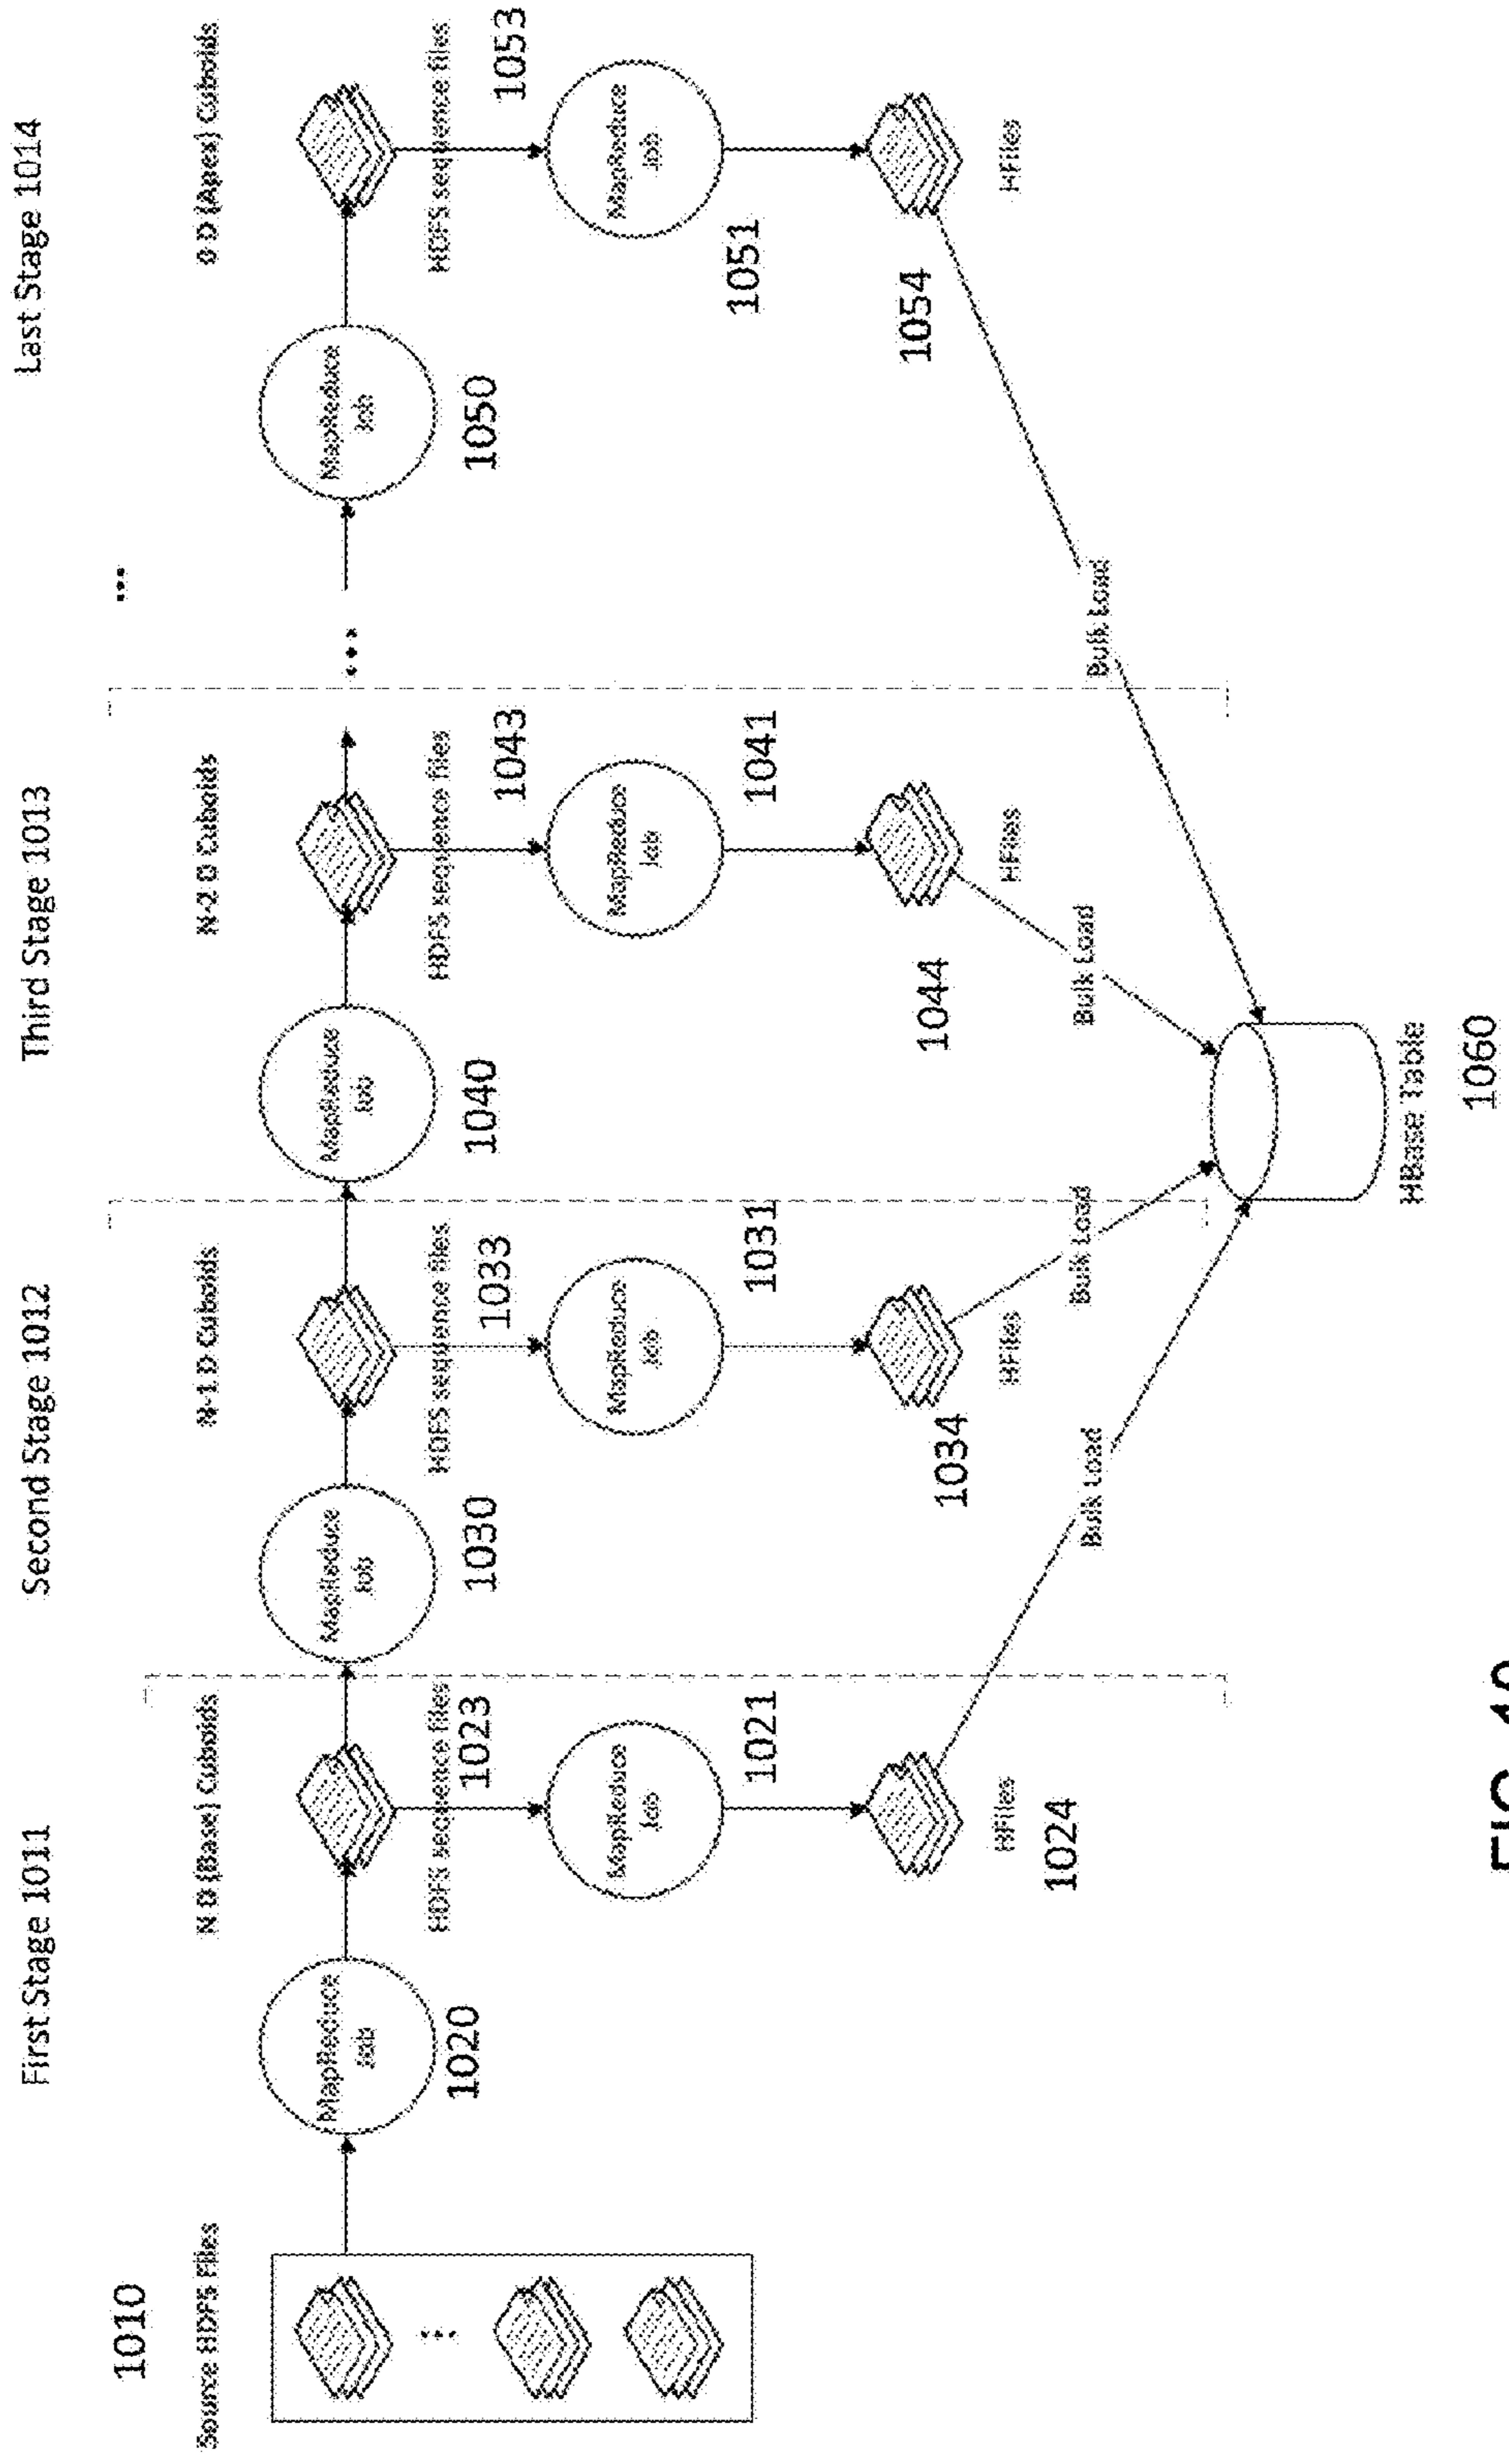 First Stage 1011
Second Stage 1012
Third Stage 1013
Last Stage 1014
1010
...
Source HDFS Files
N D (Base) Cuboids
N-1 D Cuboids
N-2 D Cuboids
0 D (Apex) Cuboids
MapReduce
Job
MapReduce
Job
MapReduce
Job
...
MapReduce
Job
1020
1030
1040
1050
HDFS sequence files
HDFS sequence files
HDFS sequence files
HDFS sequence files
1023
1033
1043
1053
MapReduce
Job
MapReduce
Job
MapReduce
Job
MapReduce
Job
1021
1031
1041
1051
1034
1044
1054
HFiles
HFiles
HFiles
HFiles
1024
Bulk Load
Bulk Load
Bulk Load
Bulk Load
HBase Table
1060